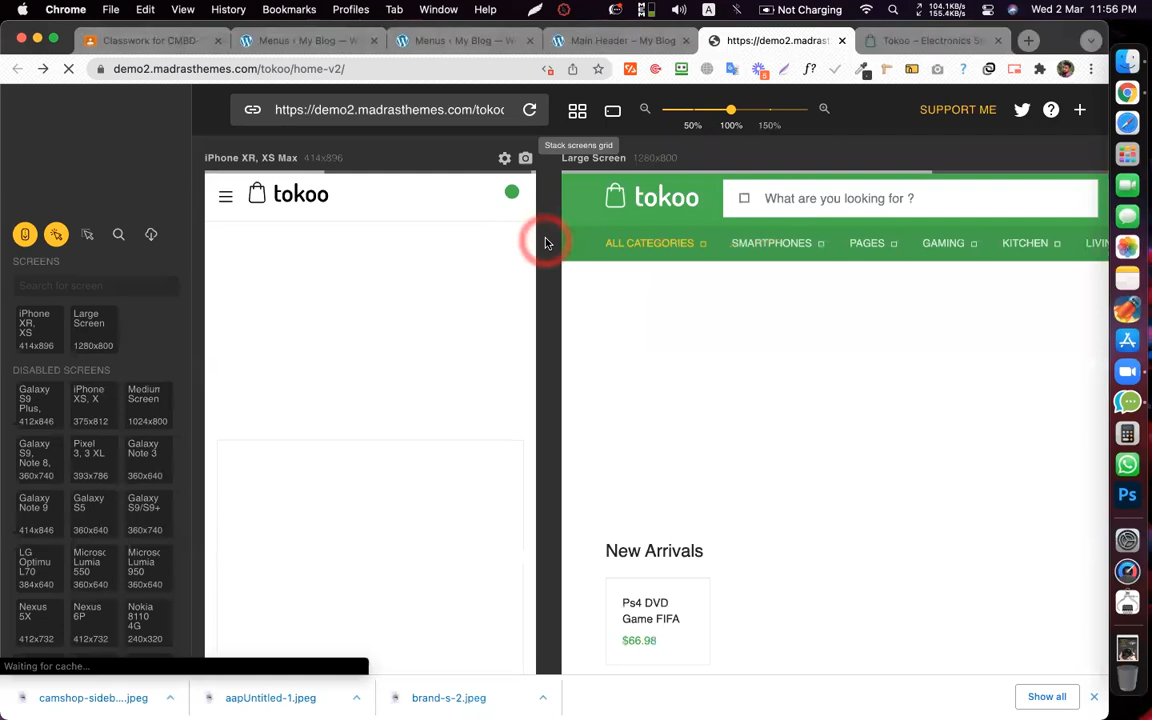 Chrome File Edit View History Bookmarks Profiles Tab Window Help
104.1KB/s
155.4KB/s
A Not Charging Wed 2 Mar 11:56 PM
Classwork for CMBD-
Menus ‹ My Blog —
Menus ‹ My Blog — W
Main Header – My Blog
https://demo2.madrast
Tokoo – Electronics St
demo2.madrasthemes.com/tokoo/home-v2/
f?
5
https://demo2.madrasthemes.com/tokoo
50% 100% 150%
SUPPORT ME
Stack screens grid
iPhone XR, XS Max 414x896
Large Screen 1280x800
tokoo
tokoo
What are you looking for ?
ALL CATEGORIES SMARTPHONES PAGES GAMING KITCHEN LIVIN
SCREENS
Search for screen
iPhone XR, XS
414x896
Large Screen
1280x800
DISABLED SCREENS
Galaxy S9 Plus,
412x846
iPhone XS, X
375x812
Medium Screen
1024x800
Galaxy S9, Note 8,
360x740
Pixel 3, 3 XL
393x786
Galaxy Note 3
360x640
Galaxy Note 9
414x846
Galaxy S5
360x640
Galaxy S9/S9+
360x740
LG Optimu L70
384x640
Microsc Lumia 550
360x640
Microsc Lumia 950
360x640
Nexus 5X
412x732
Nexus 6P
412x732
Nokia 8110 4G
240x320
New Arrivals
Ps4 DVD
Game FIFA
$66.98
Waiting for cache...
camshop-sideb....jpeg
aapUntitled-1.jpeg
brand-s-2.jpeg
Show all
Ps